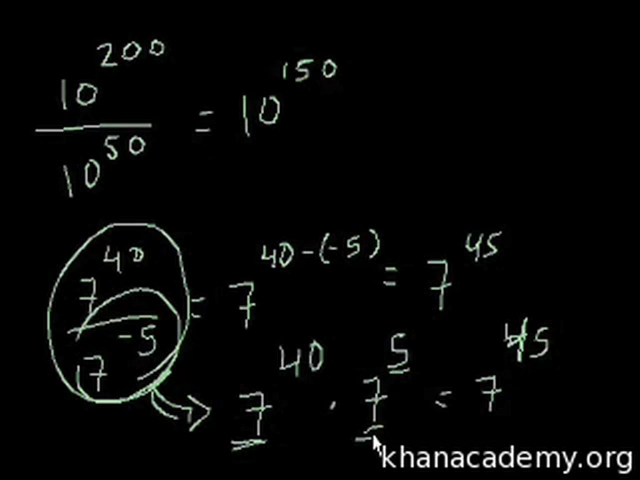 10^200 / 10^50 = 10^150
7^40 / 7^-5 = 7^40-(-5) = 7^45
7^40 · 7^5 = 7^45
khanacademy.org